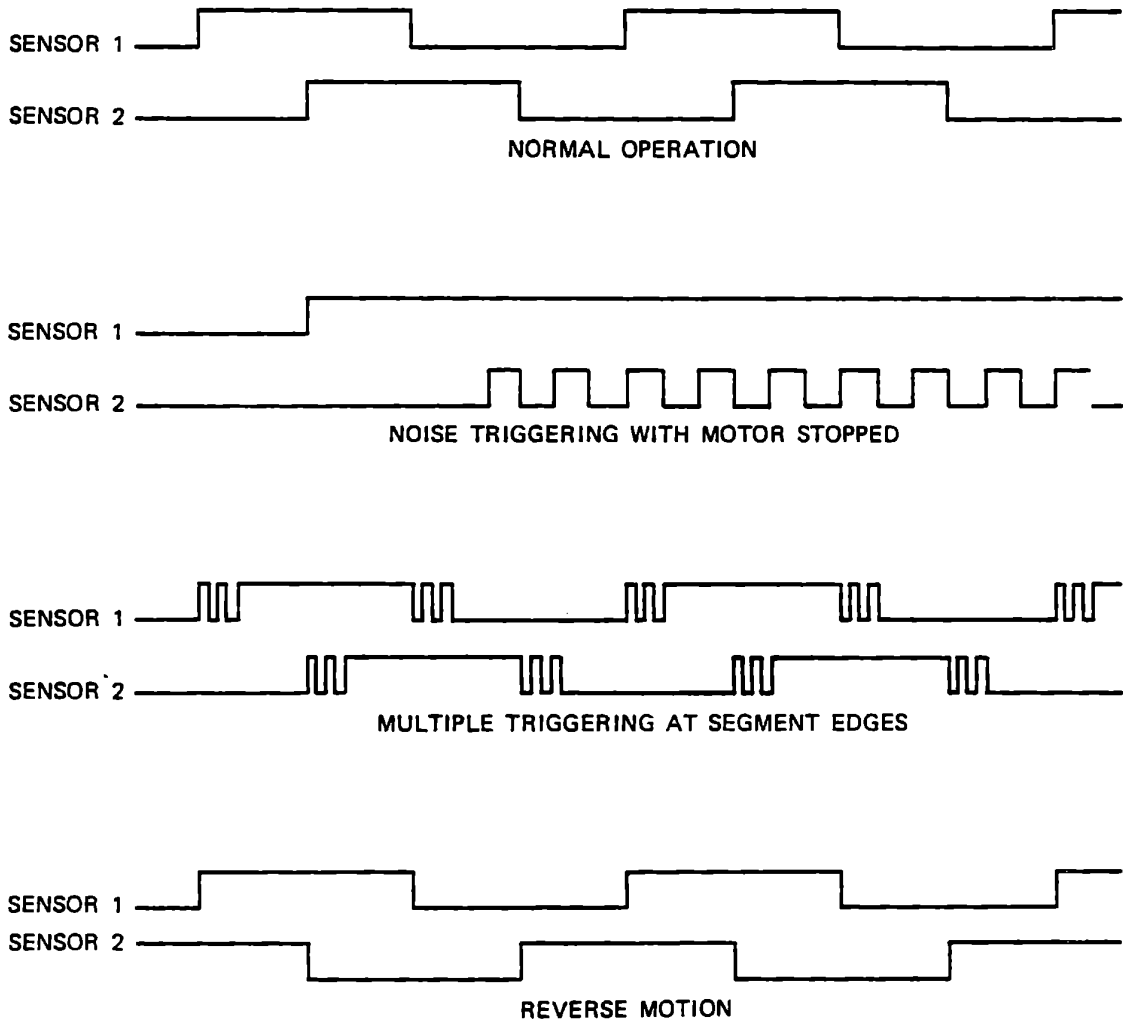 SENSOR 1
SENSOR 2
NORMAL OPERATION
SENSOR 1
SENSOR 2
NOISE TRIGGERING WITH MOTOR STOPPED
SENSOR 1
SENSOR 2
MULTIPLE TRIGGERING AT SEGMENT EDGES
SENSOR 1
SENSOR 2
REVERSE MOTION